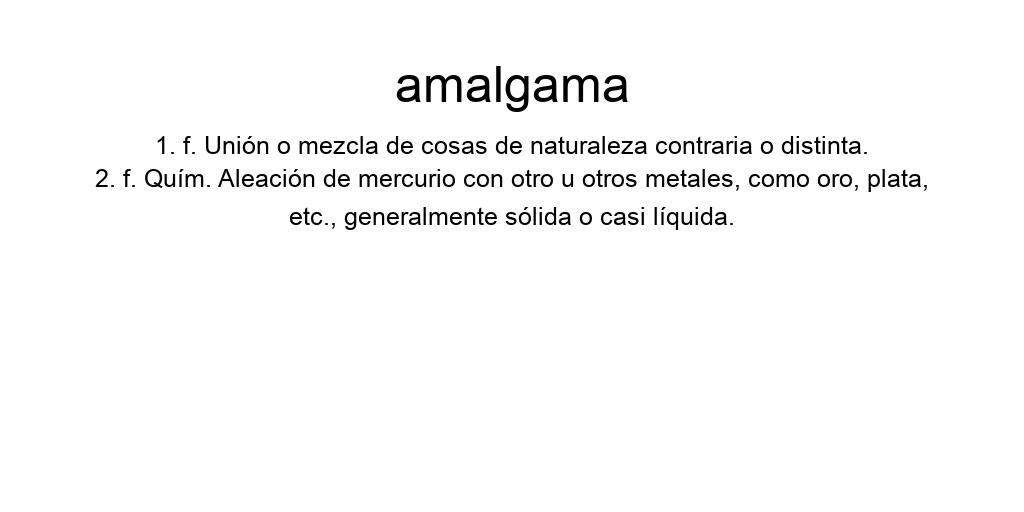 amalgama
1. f. Unión o mezcla de cosas de naturaleza contraria o distinta.
2. f. Quím. Aleación de mercurio con otro u otros metales, como oro, plata,
etc., generalmente sólida o casi líquida.